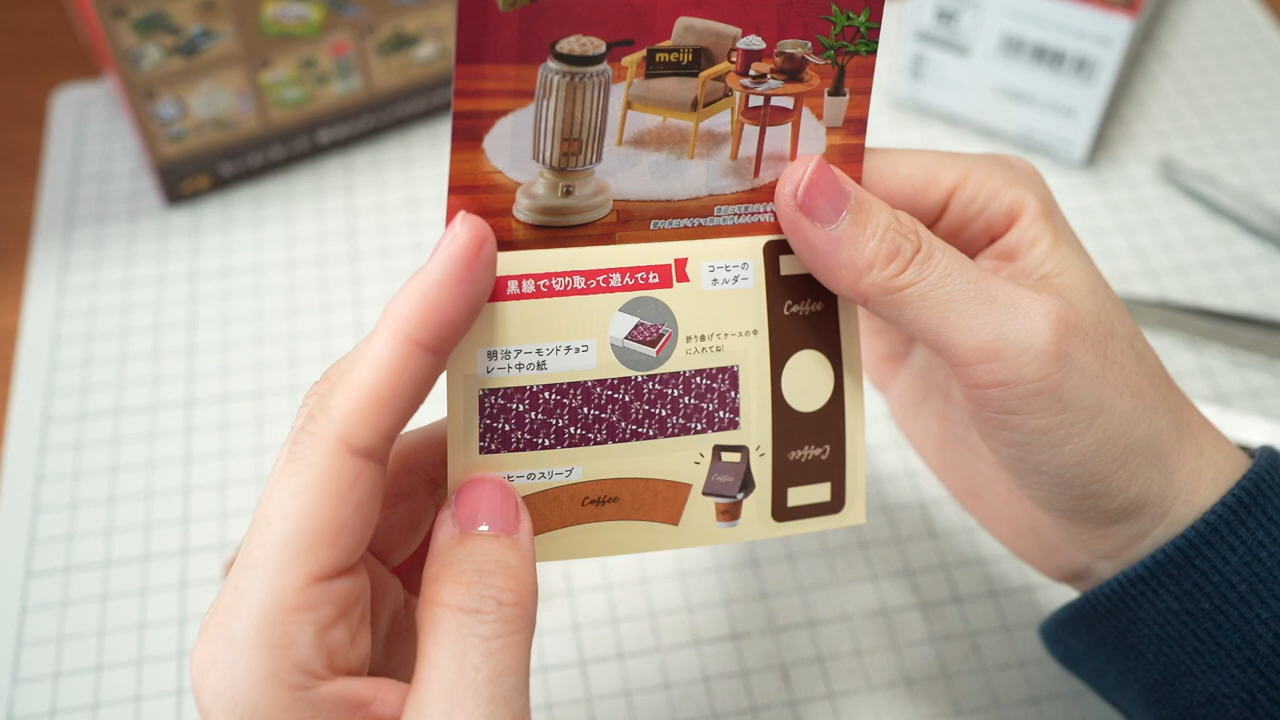 meiji
黒線で切り取って遊んでね
コーヒーの
ホルダー
Coffee
折り曲げてケースの中
に入れてね!
明治アーモンドチョコ
レート中の紙
Coffee
ーヒーのスリーブ
Coffee
Coffee